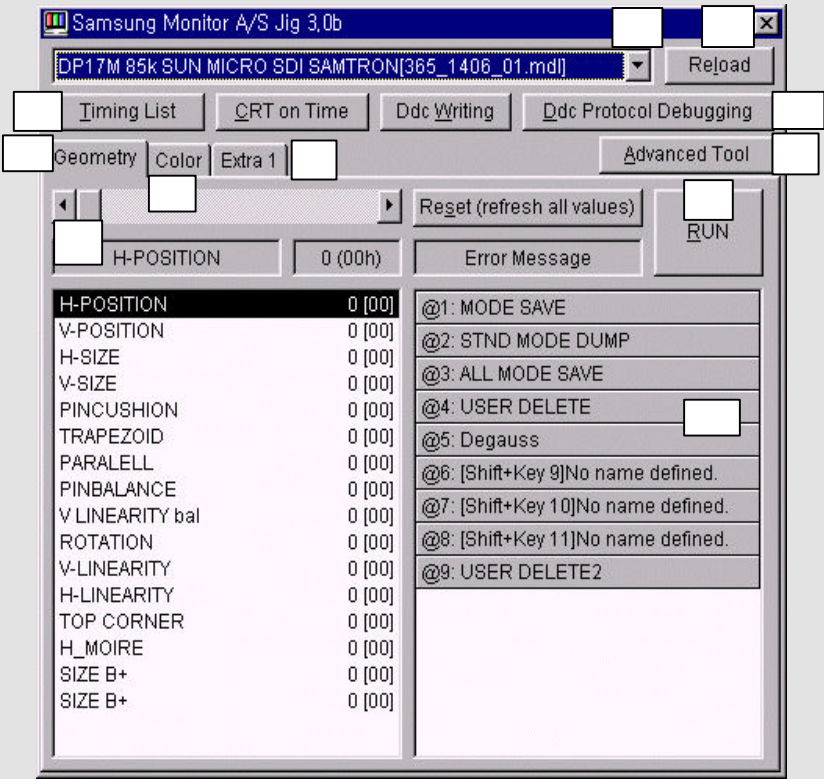 Samsung Monitor A/S Jig 3,0b
DP17M 85k SUN MICRO SDI SAMTRON[365_1406_01.mdl]
Reload
Timing List
CRT on Time
Ddc Writing
Ddc Protocol Debugging
Geometry
Color
Extra 1
Advanced Tool
Reset (refresh all values)
RUN
H-POSITION
0 (00h)
Error Message
H-POSITION 0 [00]
V-POSITION 0 [00]
H-SIZE 0 [00]
V-SIZE 0 [00]
PINCUSHION 0 [00]
TRAPEZOID 0 [00]
PARALELL 0 [00]
PINBALANCE 0 [00]
V LINEARITY bal 0 [00]
ROTATION 0 [00]
V-LINEARITY 0 [00]
H-LINEARITY 0 [00]
TOP CORNER 0 [00]
H_MOIRE 0 [00]
SIZE B+ 0 [00]
SIZE B+ 0 [00]
@1: MODE SAVE
@2: STND MODE DUMP
@3: ALL MODE SAVE
@4: USER DELETE
@5: Degauss
@6: [Shift+Key 9]No name defined.
@7: [Shift+Key 10]No name defined.
@8: [Shift+Key 11]No name defined.
@9: USER DELETE2